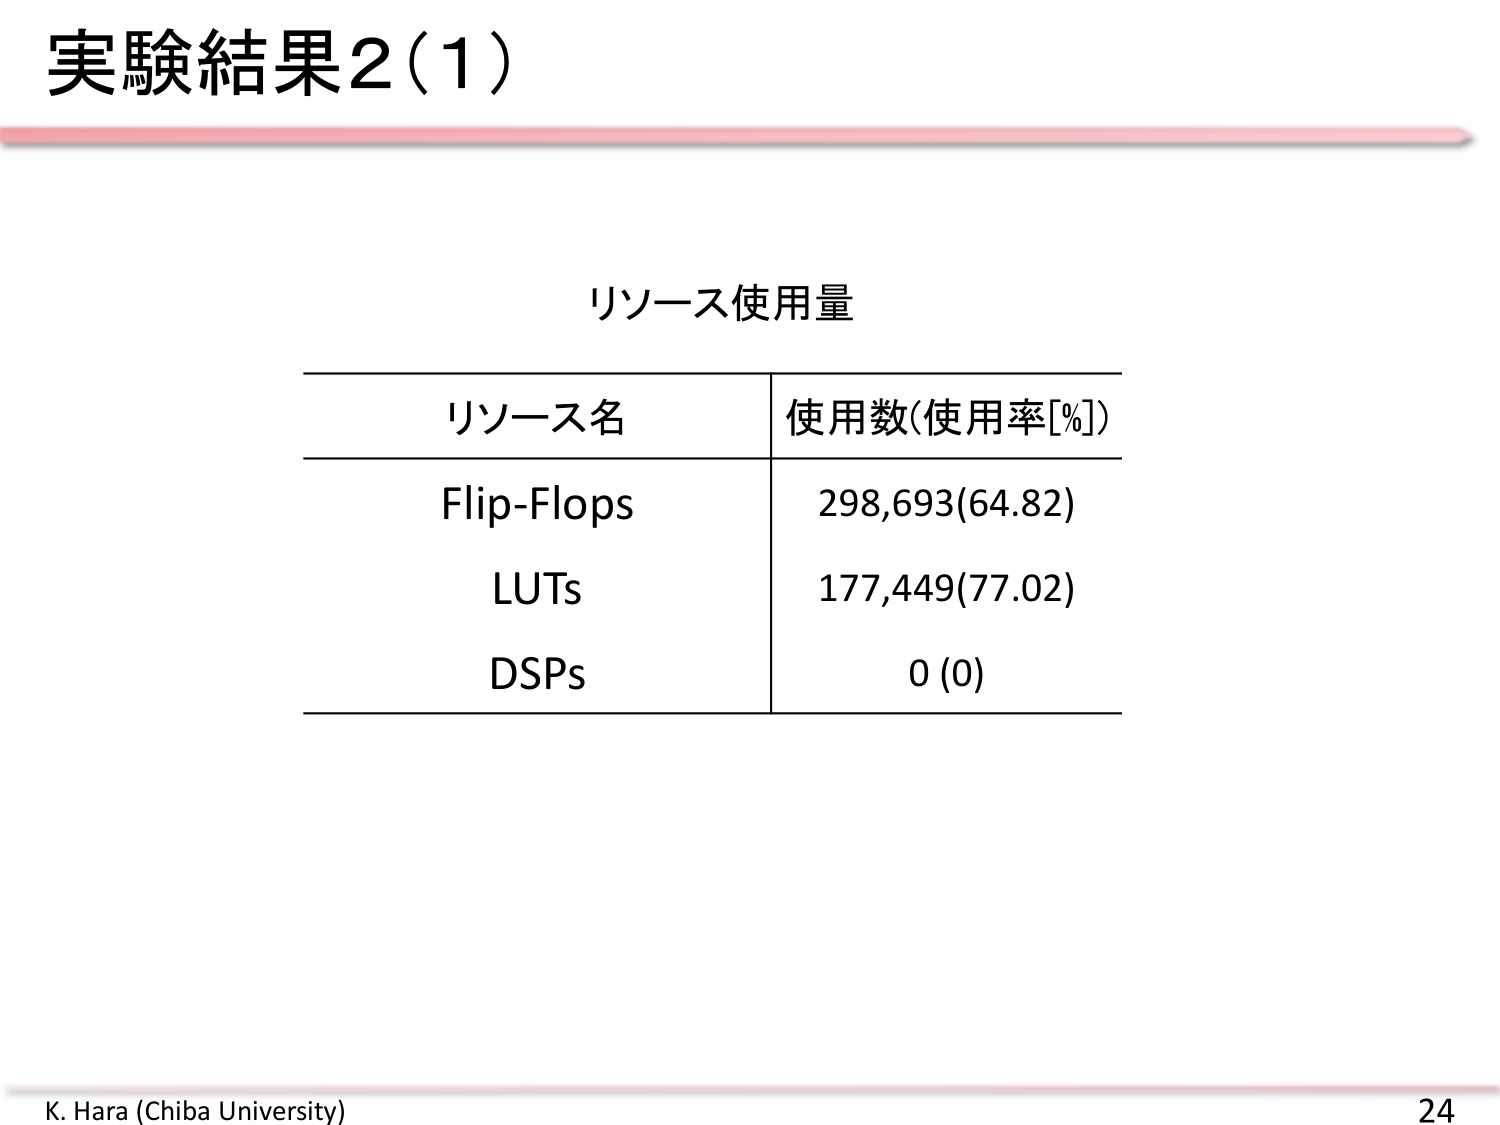 実験結果２（１）
リソース使用量
リソース名 使用数(使用率[%])
Flip-Flops 298,693(64.82)
LUTs 177,449(77.02)
DSPs 0 (0)
K. Hara (Chiba University) 24